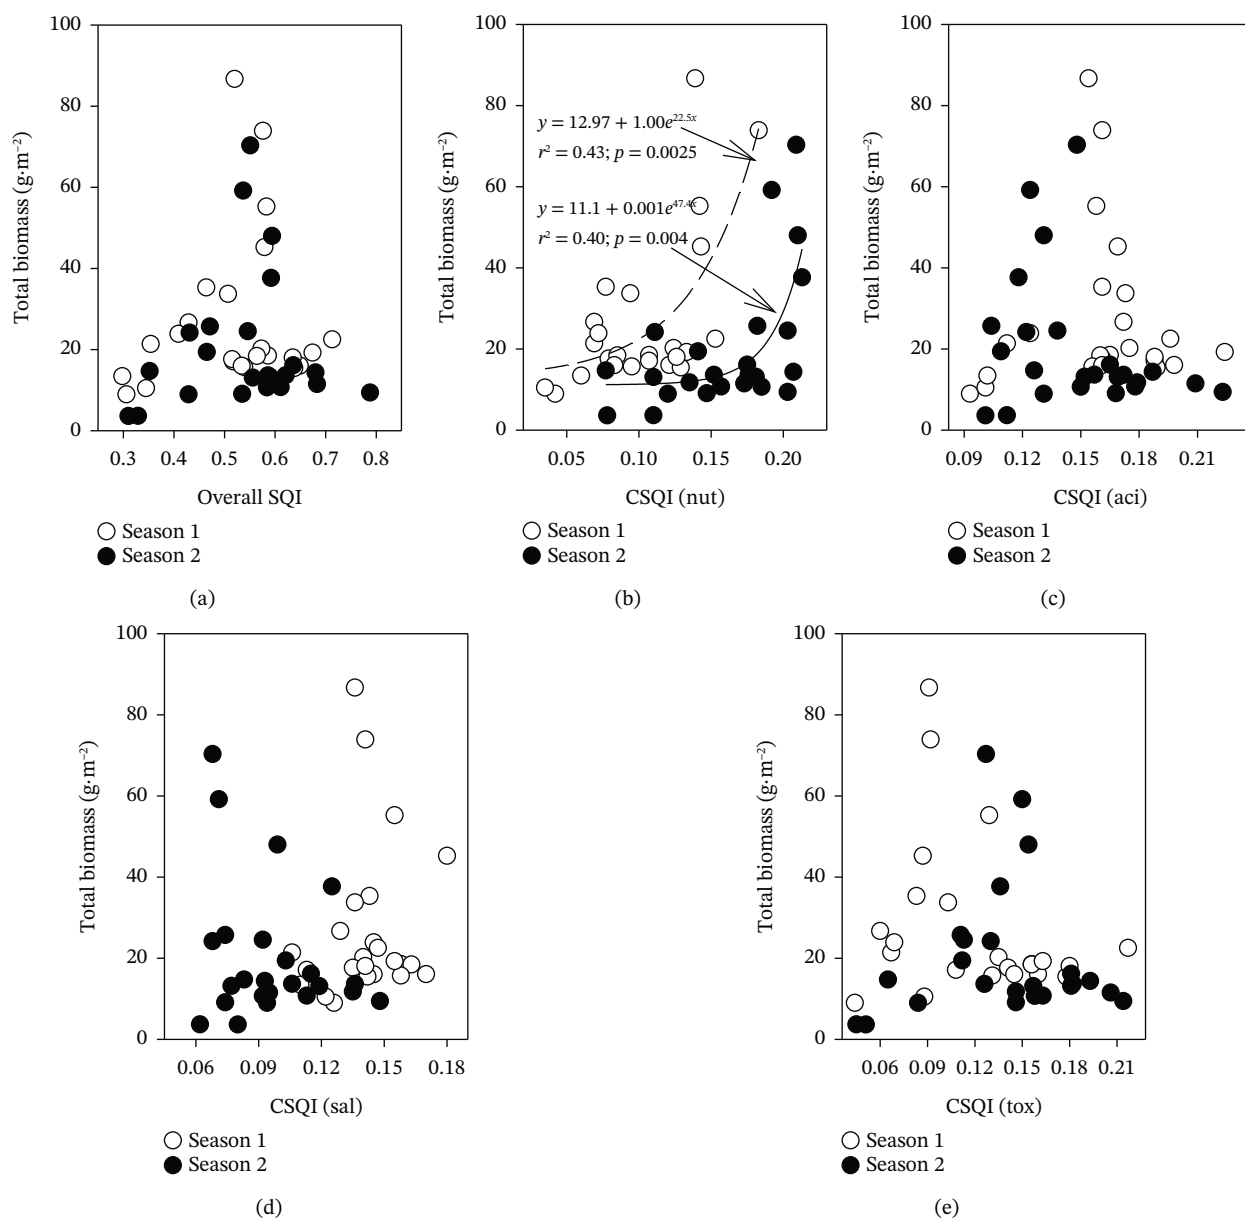 100
80
60
40
20
0
Total biomass (g·m⁻²)
0.3 0.4 0.5 0.6 0.7 0.8
Overall SQI
Season 1
Season 2
(a)
100
80
60
40
20
0
Total biomass (g·m⁻²)
y = 12.97 + 1.00e^22.5x
r² = 0.43; p = 0.0025
y = 11.1 + 0.001e^47.4x
r² = 0.40; p = 0.004
0.05 0.10 0.15 0.20
CSQI (nut)
Season 1
Season 2
(b)
100
80
60
40
20
0
Total biomass (g·m⁻²)
0.09 0.12 0.15 0.18 0.21
CSQI (aci)
Season 1
Season 2
(c)
100
80
60
40
20
0
Total biomass (g·m⁻²)
0.06 0.09 0.12 0.15 0.18
CSQI (sal)
Season 1
Season 2
(d)
100
80
60
40
20
0
Total biomass (g·m⁻²)
0.06 0.09 0.12 0.15 0.18 0.21
CSQI (tox)
Season 1
Season 2
(e)